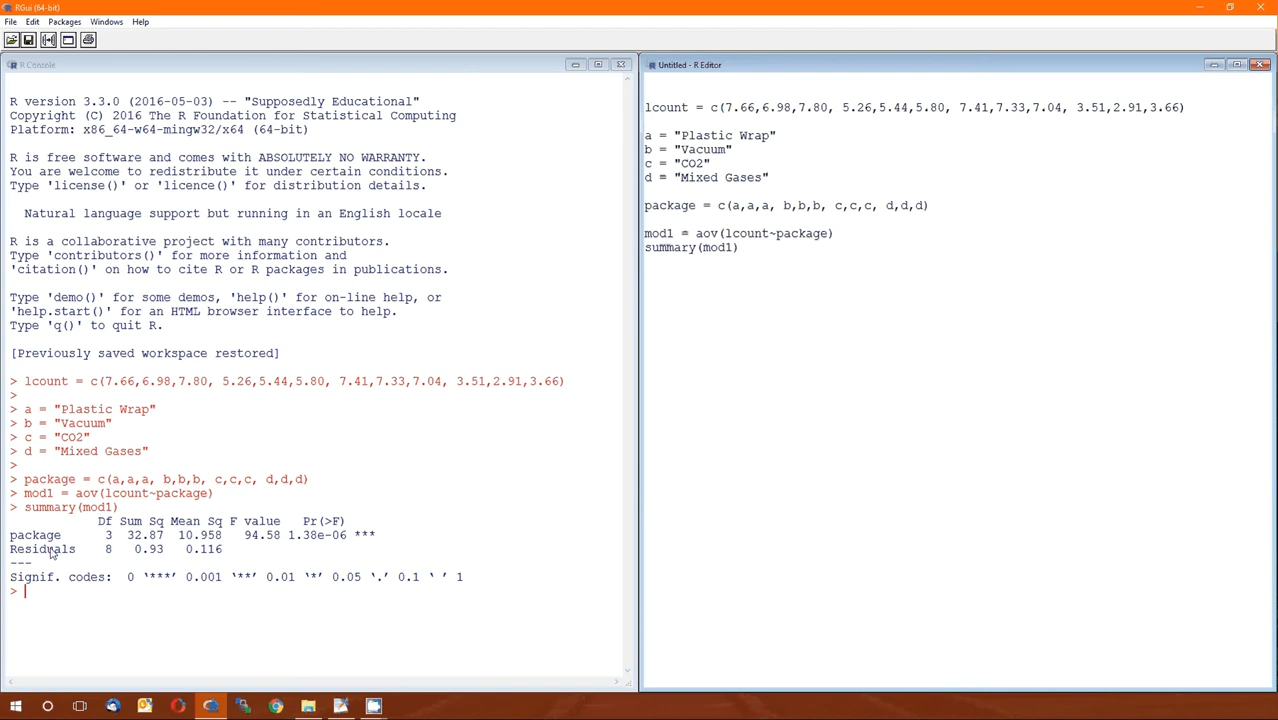 RGui (64-bit)
File Edit Packages Windows Help
R Console
R version 3.3.0 (2016-05-03) -- "Supposedly Educational"
Copyright (C) 2016 The R Foundation for Statistical Computing
Platform: x86_64-w64-mingw32/x64 (64-bit)
R is free software and comes with ABSOLUTELY NO WARRANTY.
You are welcome to redistribute it under certain conditions.
Type 'license()' or 'licence()' for distribution details.
Natural language support but running in an English locale
R is a collaborative project with many contributors.
Type 'contributors()' for more information and
'citation()' on how to cite R or R packages in publications.
Type 'demo()' for some demos, 'help()' for on-line help, or
'help.start()' for an HTML browser interface to help.
Type 'q()' to quit R.
[Previously saved workspace restored]
> lcount = c(7.66,6.98,7.80, 5.26,5.44,5.80, 7.41,7.33,7.04, 3.51,2.91,3.66)
>
> a = "Plastic Wrap"
> b = "Vacuum"
> c = "CO2"
> d = "Mixed Gases"
>
> package = c(a,a,a, b,b,b, c,c,c, d,d,d)
> mod1 = aov(lcount~package)
> summary(mod1)
Df Sum Sq Mean Sq F value Pr(>F)
package 3 32.87 10.958 94.58 1.38e-06 ***
Residuals 8 0.93 0.116
---
Signif. codes: 0 ‘***’ 0.001 ‘**’ 0.01 ‘*’ 0.05 ‘.’ 0.1 ‘ ’ 1
>
Untitled - R Editor
lcount = c(7.66,6.98,7.80, 5.26,5.44,5.80, 7.41,7.33,7.04, 3.51,2.91,3.66)
a = "Plastic Wrap"
b = "Vacuum"
c = "CO2"
d = "Mixed Gases"
package = c(a,a,a, b,b,b, c,c,c, d,d,d)
mod1 = aov(lcount~package)
summary(mod1)